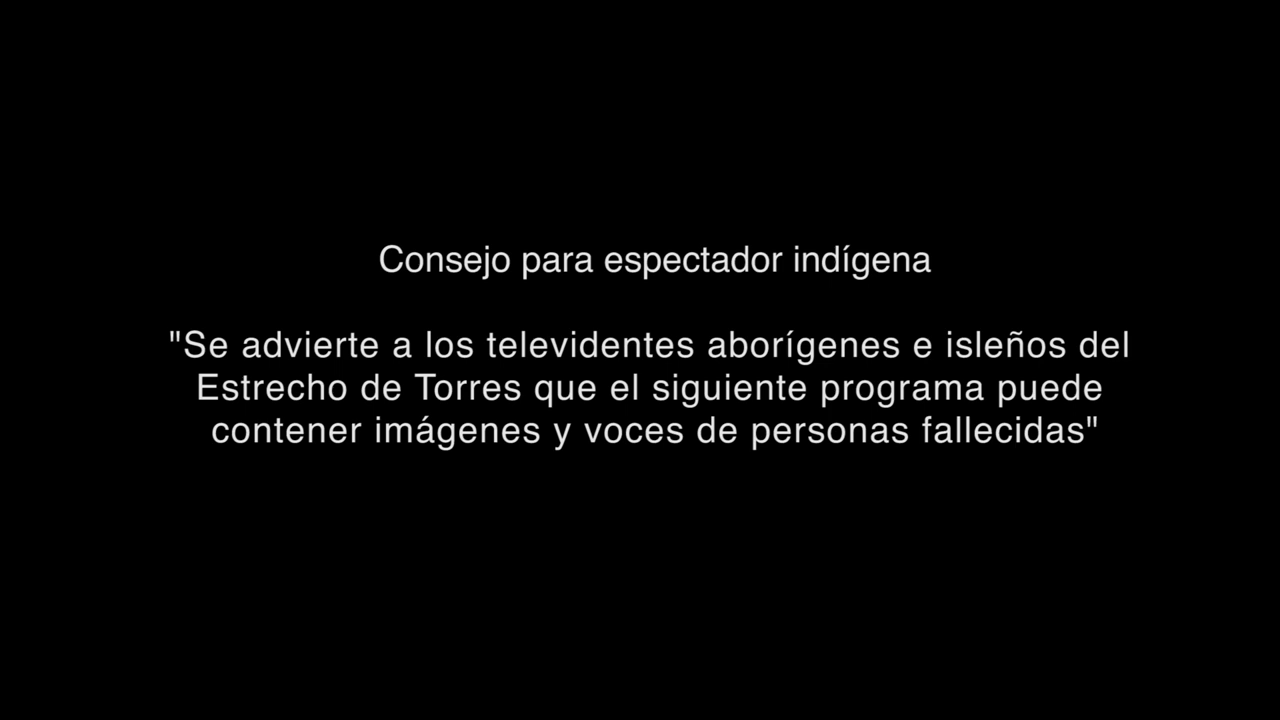 Consejo para espectador indígena
"Se advierte a los televidentes aborígenes e isleños del
Estrecho de Torres que el siguiente programa puede
contener imágenes y voces de personas fallecidas"